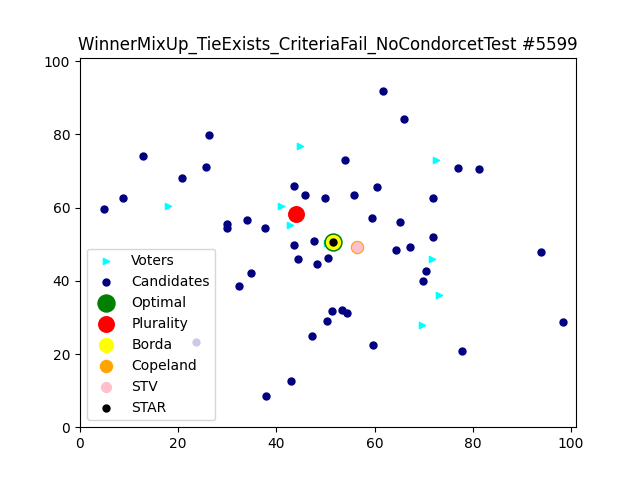 WinnerMixUp_TieExists_CriteriaFail_NoCondorcetTest #5599
100
80
60
40
20
0
Voters
Candidates
Optimal
Plurality
Borda
Copeland
STV
STAR
0 20 40 60 80 100